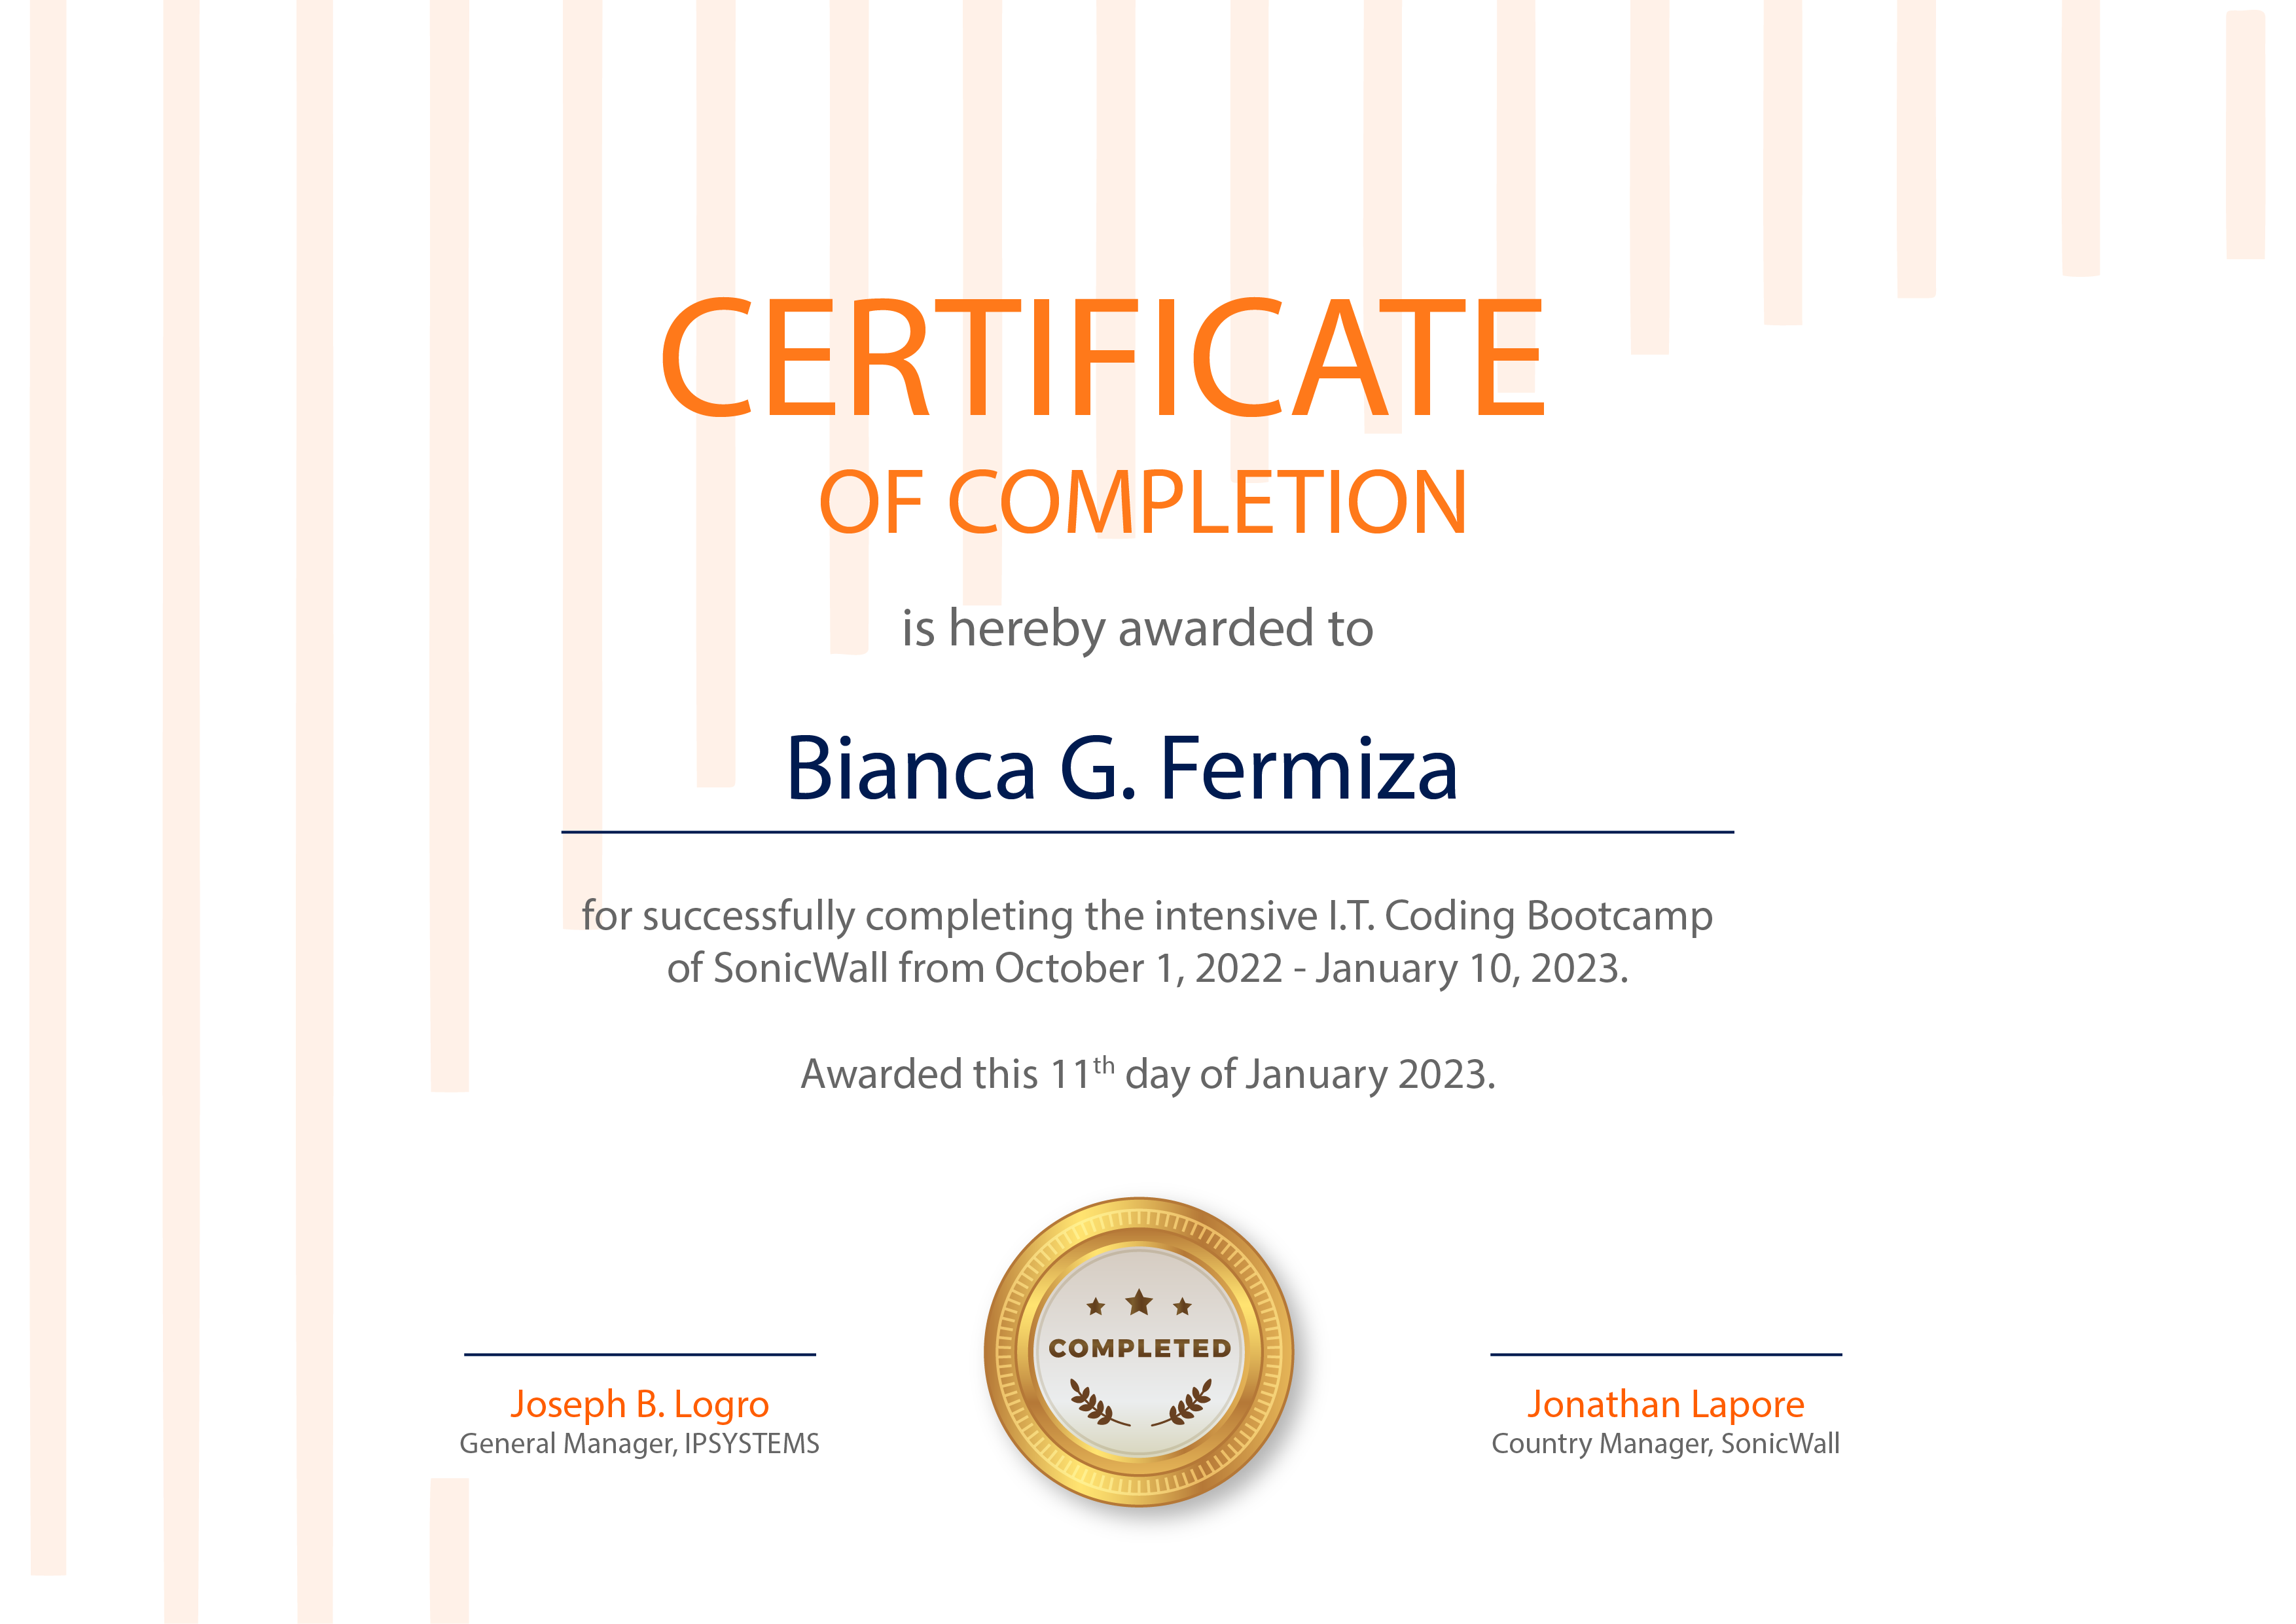 CERTIFICATE
OF COMPLETION
is hereby awarded to
Bianca G. Fermiza
for successfully completing the intensive I.T. Coding Bootcamp
of SonicWall from October 1, 2022 - January 10, 2023.
Awarded this 11th day of January 2023.
COMPLETED
Joseph B. Logro
General Manager, IPSYSTEMS
Jonathan Lapore
Country Manager, SonicWall